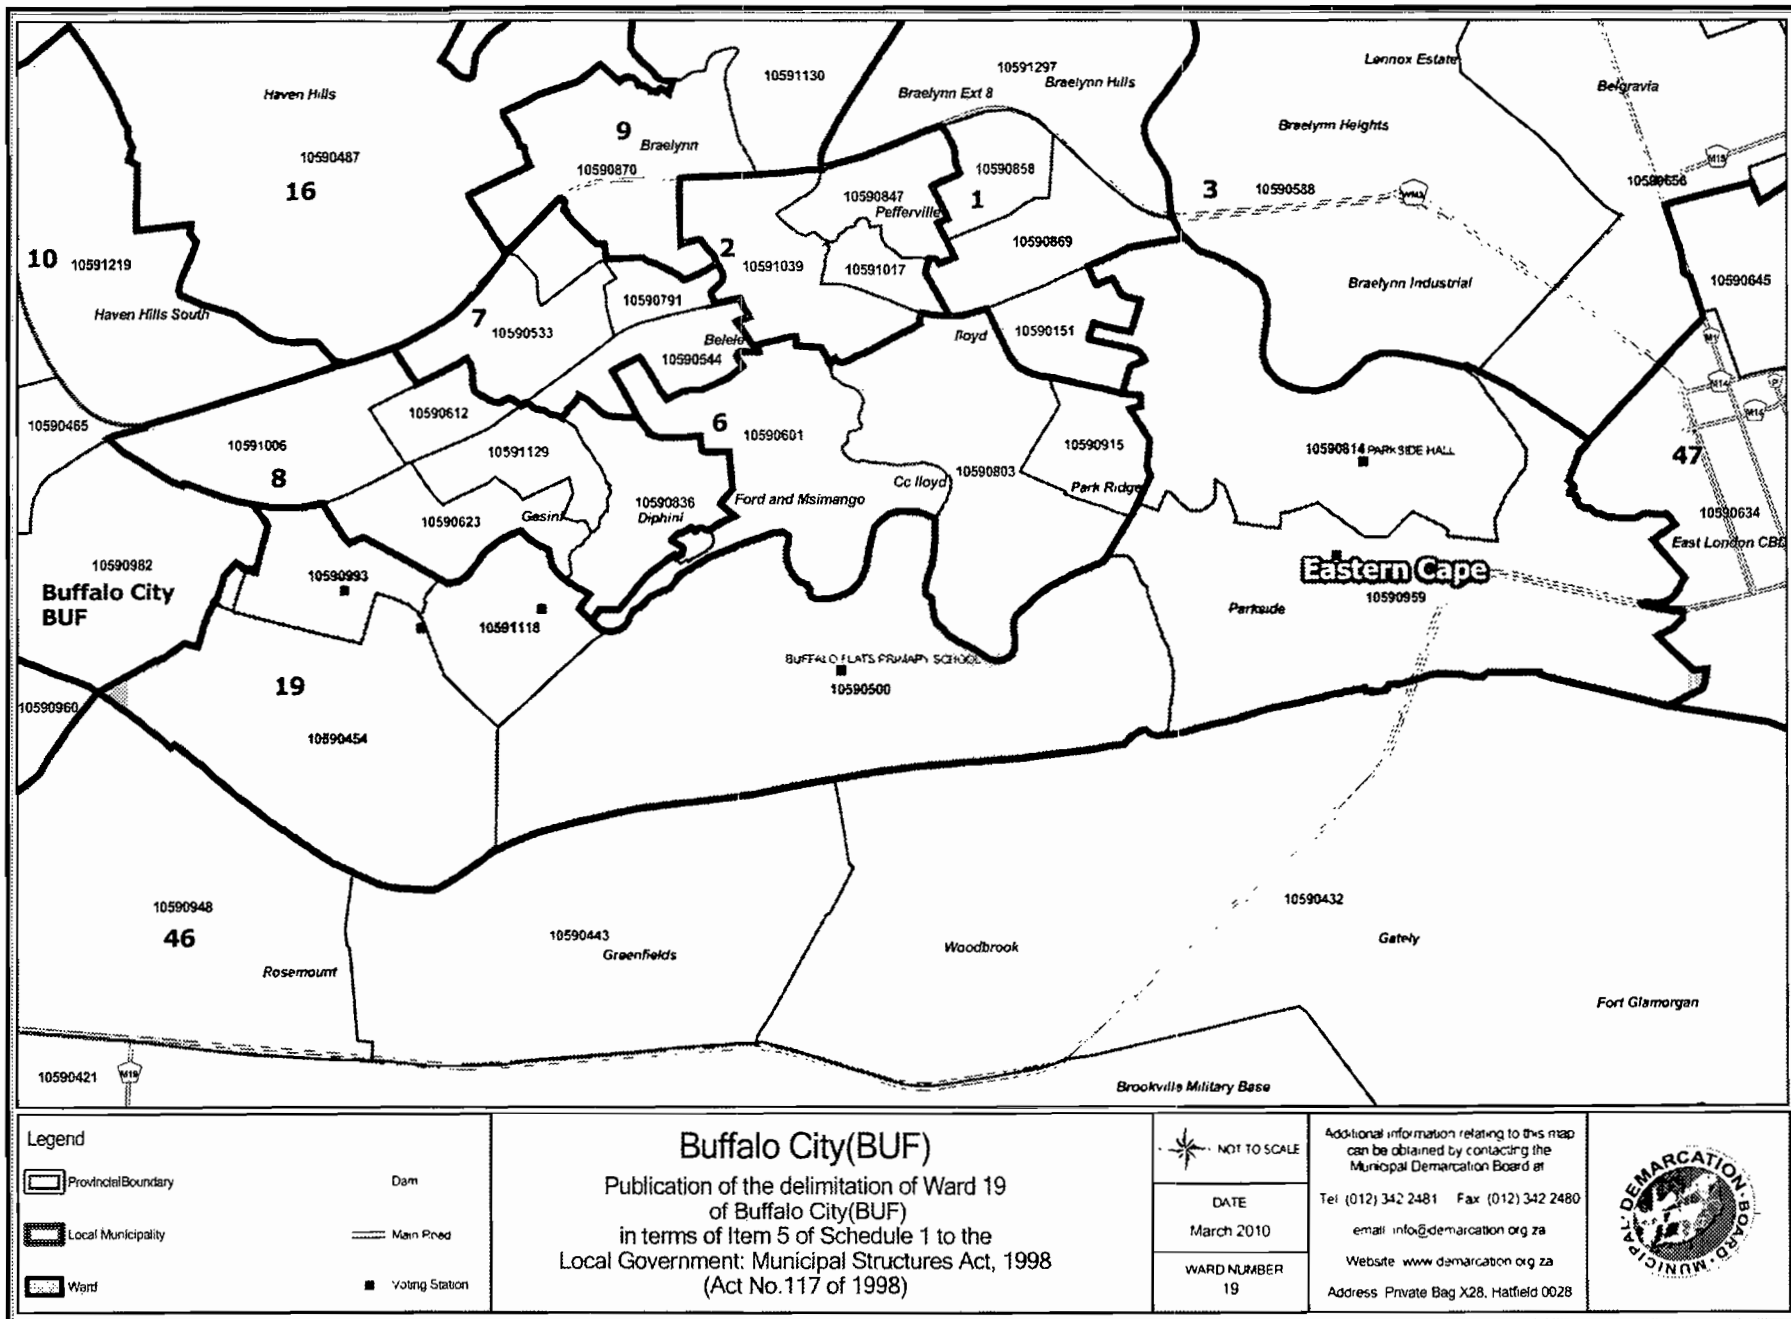 Lennox Estate
10591130
10591297
Braelynn Hills
Belgravia
Haven Hills
Braelynn Ext 8
9
Braelynn
Braelynn Heights
10590487
M18
10590870
10590858
16
3
10590588
10590847
1
Pefferville
10590869
2
10
10591219
10591039
10591017
10590645
Braelynn Industrial
10590791
Haven Hills South
7
10590533
10590151
lloyd
M1
Belele
10590544
M14
10590612
10590465
6
10590601
10591006
10590915
10590814 PARKSIDE HALL
10591129
47
8
10590803
Cc lloyd
Park Ridge
10590836
Ford and Msimango
Gasini
Diphini
10590623
10590634
East London CBD
10590982
Eastern Cape
10590993
Buffalo City
BUF
10590959
Parkside
10591118
BUFFALO FLATS PRIMARY SCHOOL
19
10590500
10590960
10590454
10590948
10590432
46
10590443
Greenfields
Woodbrook
Gately
Rosemount
Fort Glamorgan
10590421
M19
Brookville Military Base
Legend
Provincial Boundary
Dam
Local Municipality
Main Road
Ward
Voting Station
Buffalo City(BUF)
Publication of the delimitation of Ward 19
of Buffalo City(BUF)
in terms of Item 5 of Schedule 1 to the
Local Government: Municipal Structures Act, 1998
(Act No.117 of 1998)
NOT TO SCALE
DATE
March 2010
WARD NUMBER
19
Additional information relating to this map
can be obtained by contacting the
Municipal Demarcation Board at
Tel (012) 342 2481 Fax (012) 342 2480
email info@demarcation org za
Website www demarcation org za
Address Private Bag X28, Hatfield 0028
MUNICIPAL DEMARCATION BOARD